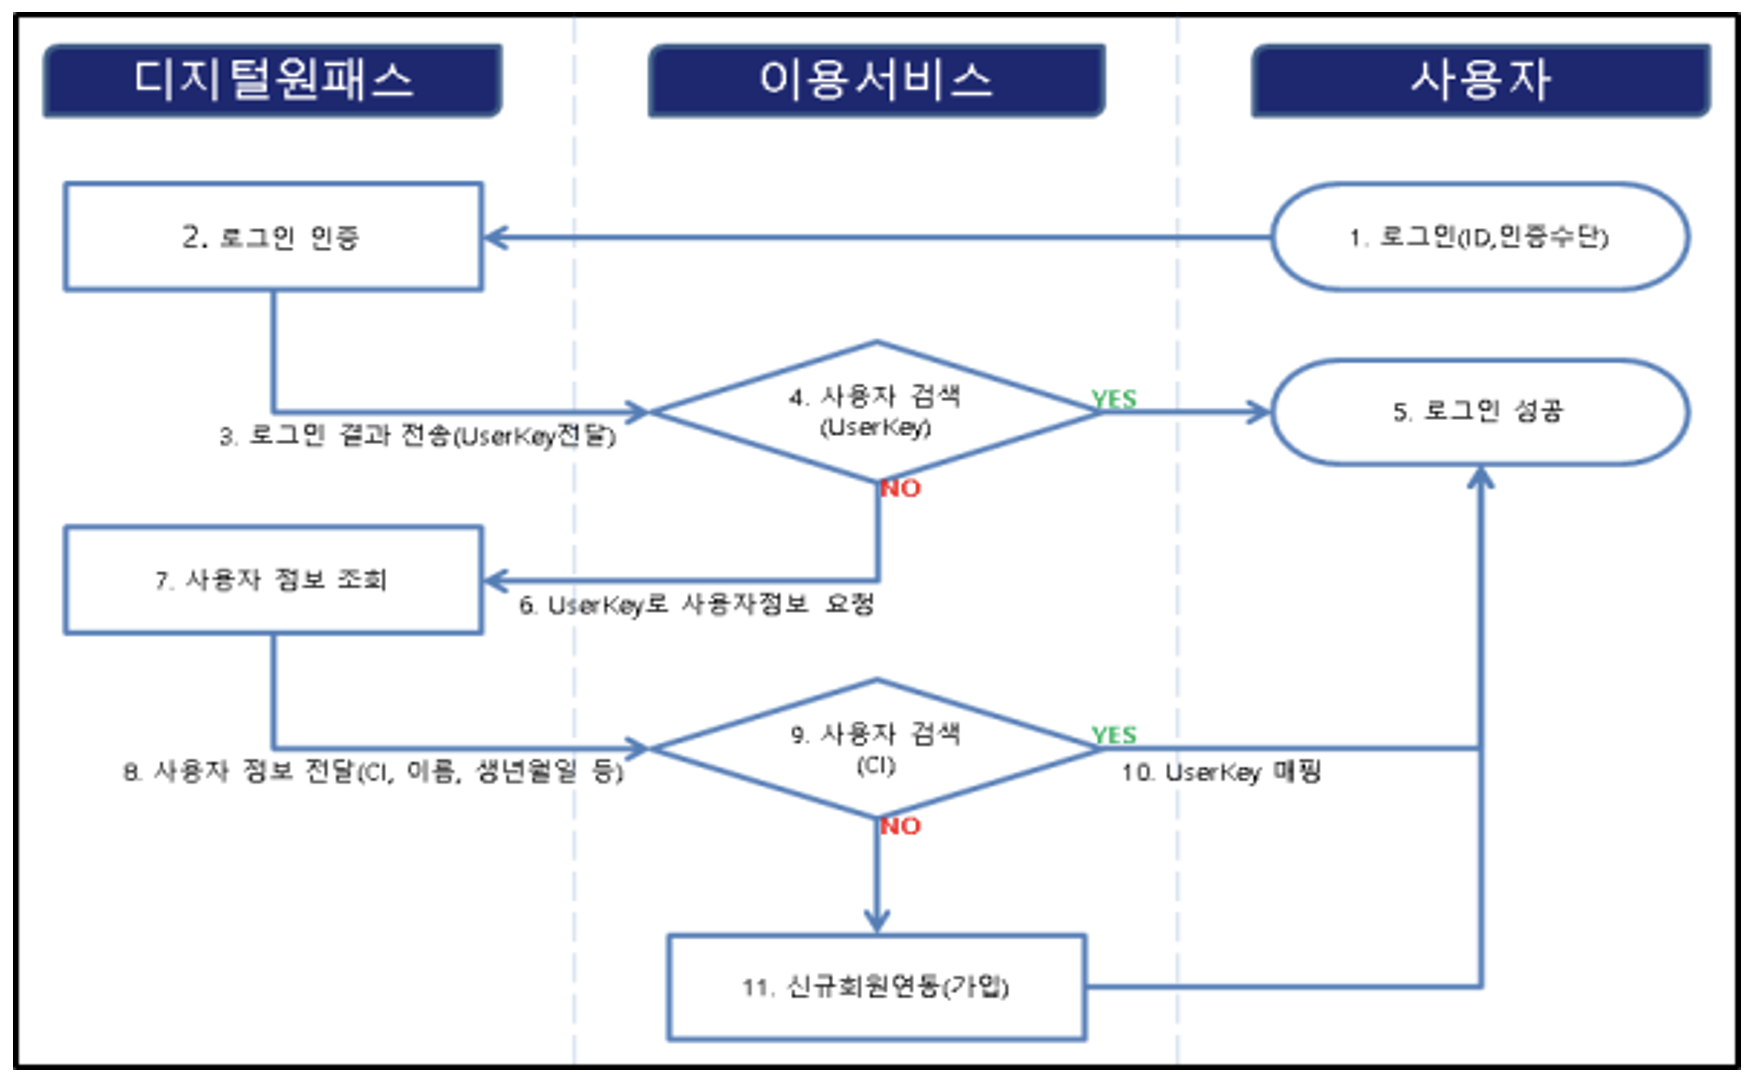 디지털원패스
이용서비스
사용자
2. 로그인 인증
1. 로그인(ID,인증수단)
4. 사용자 검색
(UserKey)
YES
5. 로그인 성공
3. 로그인 결과 전송(UserKey전달)
NO
7. 사용자 정보 조회
6. UserKey로 사용자정보 요청
9. 사용자 검색
(CI)
YES
8. 사용자 정보 전달(CI, 이름, 생년월일 등)
10. UserKey 매핑
NO
11. 신규회원연동(가입)